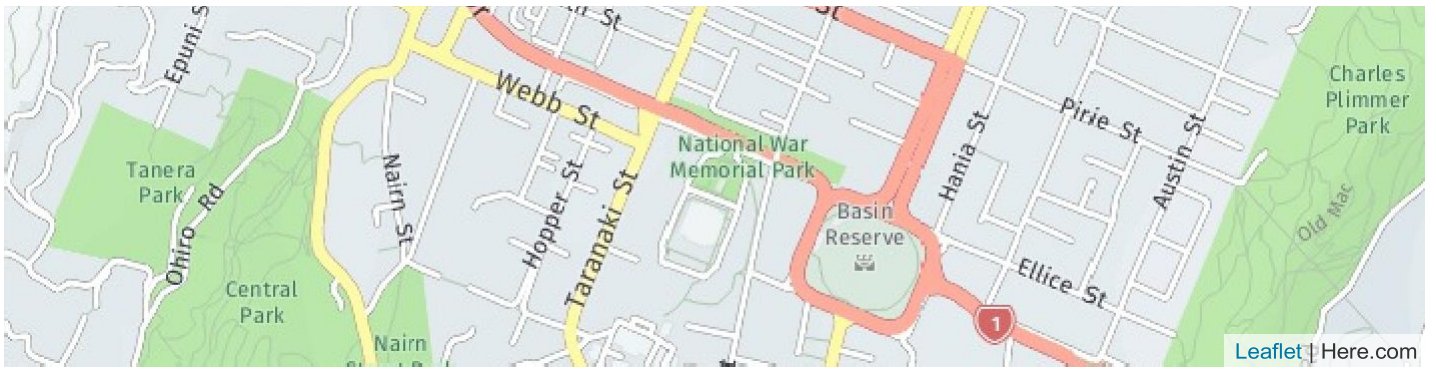 Epuni S
St
St
Webb St
Charles
Plimmer
Park
Pirie St
National War
Memorial Park
Tanera
Park
Nairn St
Hopper St
Taranaki St
Hania St
Austin St
Ohiro Rd
Basin
Reserve
Old Mac
Ellice St
Central
Park
1
Nairn
Leaflet | Here.com